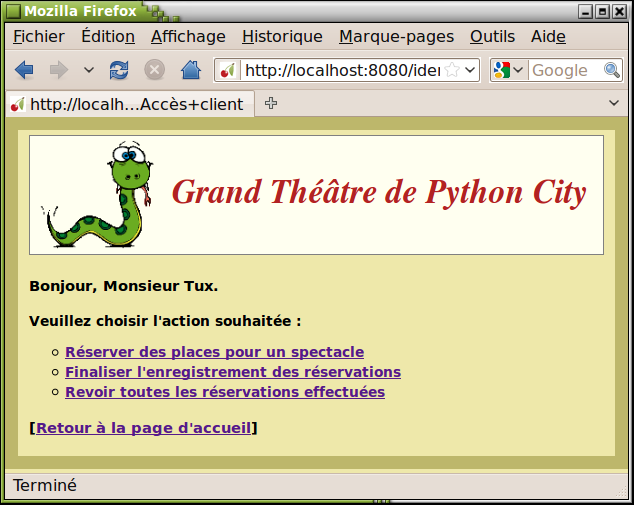 Mozilla Firefox
Fichier Édition Affichage Historique Marque-pages Outils Aide
http://localhost:8080/ider Google
http://localh...Accès+client
Grand Théâtre de Python City
Bonjour, Monsieur Tux.
Veuillez choisir l'action souhaitée :
Réserver des places pour un spectacle
Finaliser l'enregistrement des réservations
Revoir toutes les réservations effectuées
[Retour à la page d'accueil]
Terminé